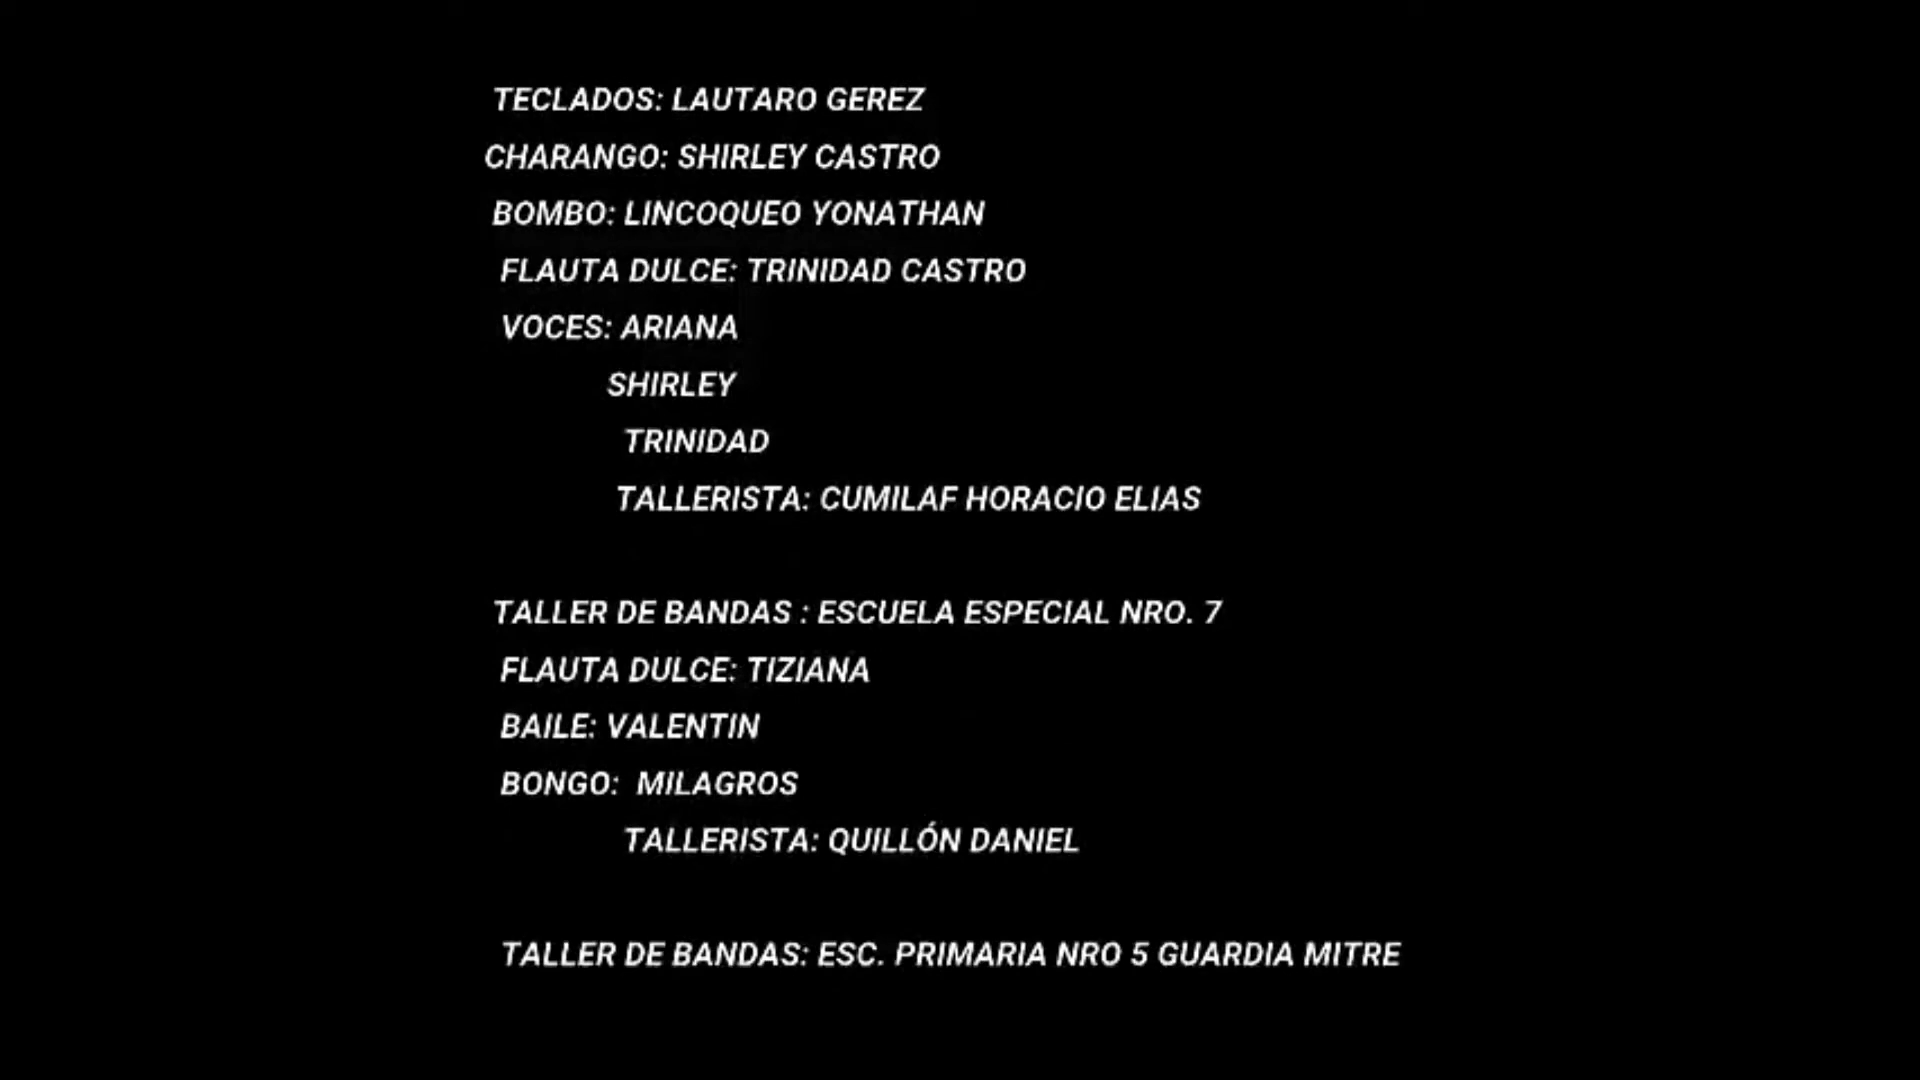 TECLADOS: LAUTARO GEREZ
CHARANGO: SHIRLEY CASTRO
BOMBO: LINCOQUEO YONATHAN
FLAUTA DULCE: TRINIDAD CASTRO
VOCES: ARIANA
SHIRLEY
TRINIDAD
TALLERISTA: CUMILAF HORACIO ELIAS
TALLER DE BANDAS : ESCUELA ESPECIAL NRO. 7
FLAUTA DULCE: TIZIANA
BAILE: VALENTIN
BONGO:  MILAGROS
TALLERISTA: QUILLÓN DANIEL
TALLER DE BANDAS: ESC. PRIMARIA NRO 5 GUARDIA MITRE